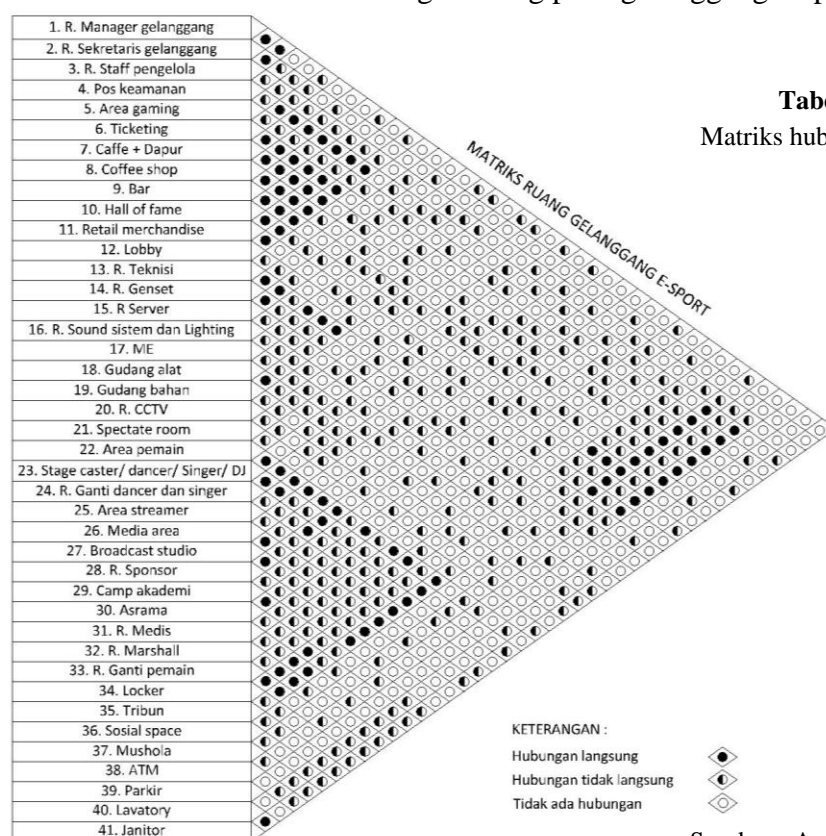 1. R. Manager gelanggang
2. R. Sekretaris gelanggang
3. R. Staff pengelola
4. Pos keamanan
5. Area gaming
6. Ticketing
7. Caffe + Dapur
8. Coffee shop
9. Bar
10. Hall of fame
11. Retail merchandise
12. Lobby
13. R. Teknisi
14. R. Genset
15. R Server
16. R. Sound sistem dan Lighting
17. ME
18. Gudang alat
19. Gudang bahan
20. R. CCTV
21. Spectate room
22. Area pemain
23. Stage caster/ dancer/ Singer/ DJ
24. R. Ganti dancer dan singer
25. Area streamer
26. Media area
27. Broadcast studio
28. R. Sponsor
29. Camp akademi
30. Asrama
31. R. Medis
32. R. Marshall
33. R. Ganti pemain
34. Locker
35. Tribun
36. Sosial space
37. Mushola
38. ATM
39. Parkir
40. Lavatory
41. Janitor
MATRIKS RUANG GELANGGANG E-SPORT
Matriks
KETERANGAN :
Hubungan langsung
Hubungan tidak langsung
Tidak ada hubungan